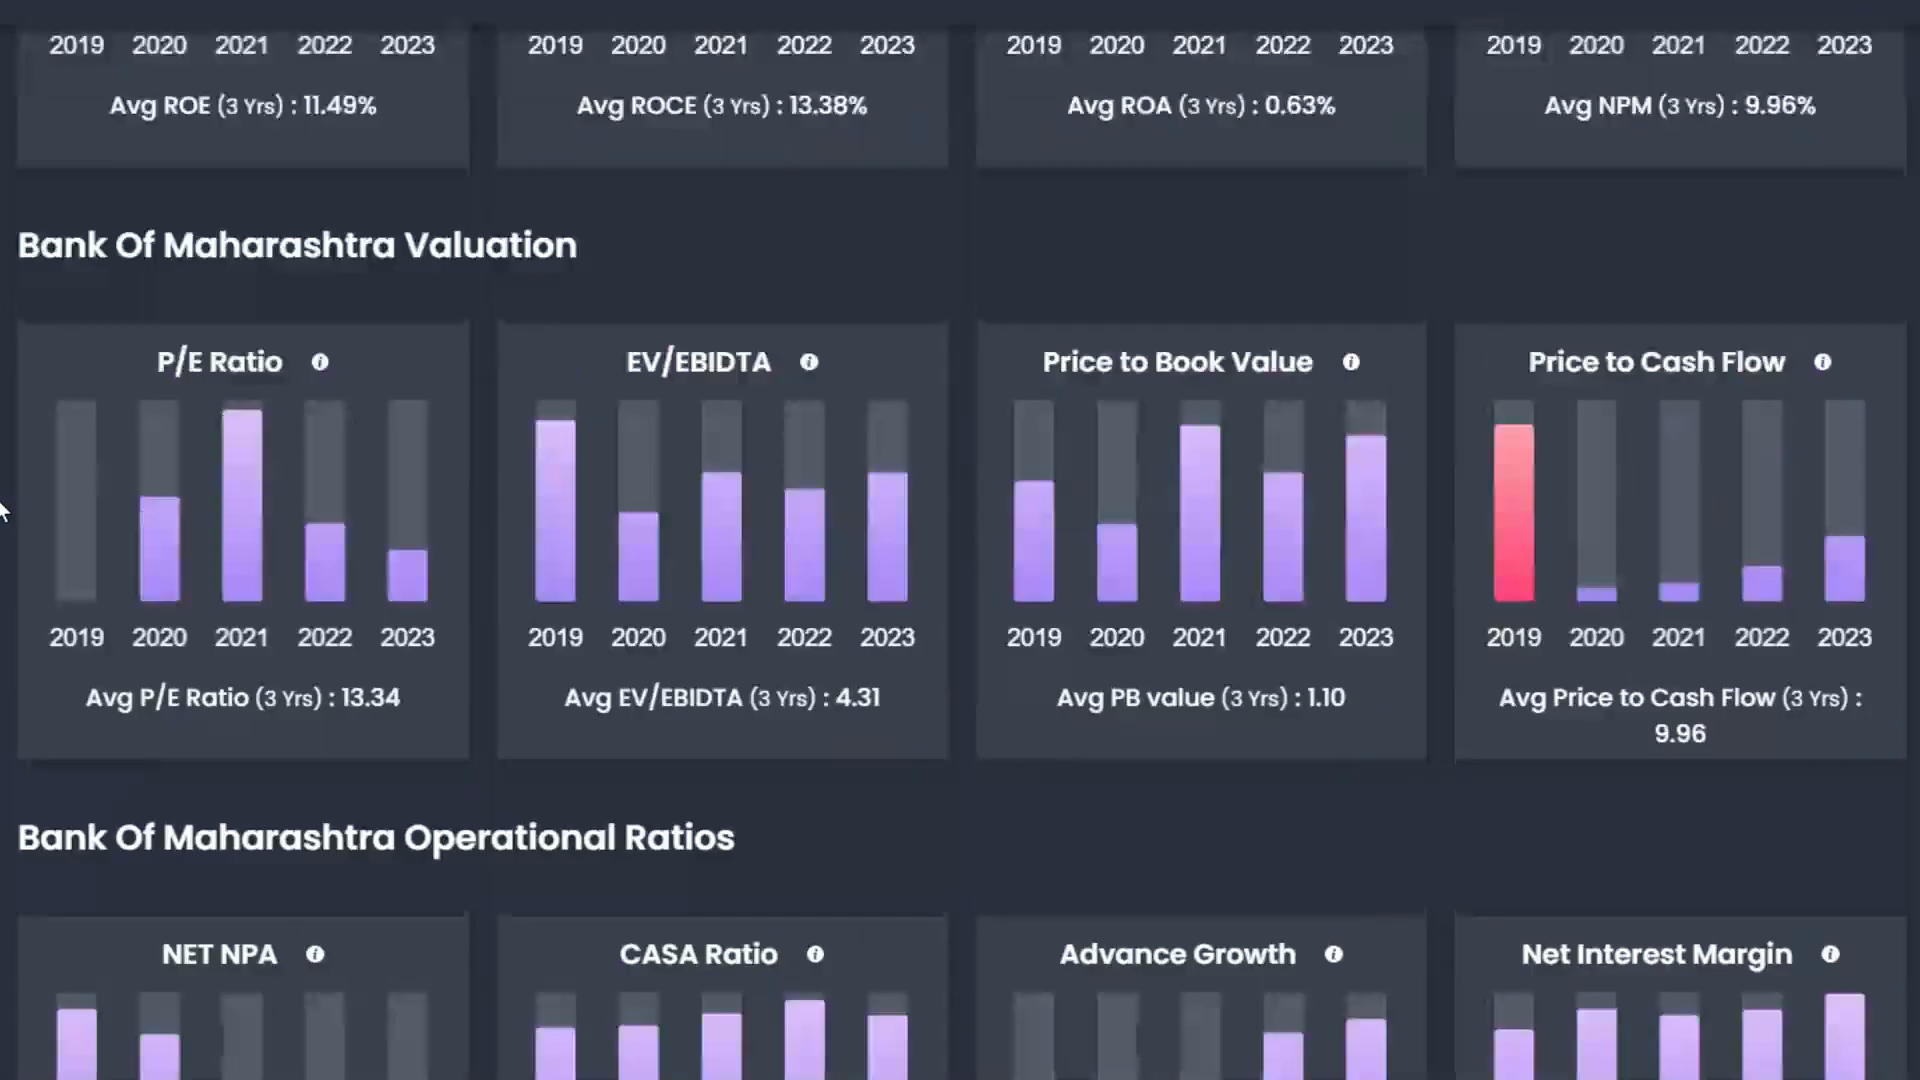 2019 2020 2021 2022 2023
2019 2020 2021 2022 2023
2019 2020 2021 2022 2023
2019 2020 2021 2022 2023
Avg ROE (3 Yrs) : 11.49%
Avg ROCE (3 Yrs) : 13.38%
Avg ROA (3 Yrs) : 0.63%
Avg NPM (3 Yrs) : 9.96%
Bank Of Maharashtra Valuation
P/E Ratio
2019 2020 2021 2022 2023
Avg P/E Ratio (3 Yrs) : 13.34
EV/EBIDTA
2019 2020 2021 2022 2023
Avg EV/EBIDTA (3 Yrs) : 4.31
Price to Book Value
2019 2020 2021 2022 2023
Avg PB value (3 Yrs) : 1.10
Price to Cash Flow
2019 2020 2021 2022 2023
Avg Price to Cash Flow (3 Yrs) :
9.96
Bank Of Maharashtra Operational Ratios
NET NPA
CASA Ratio
Advance Growth
Net Interest Margin